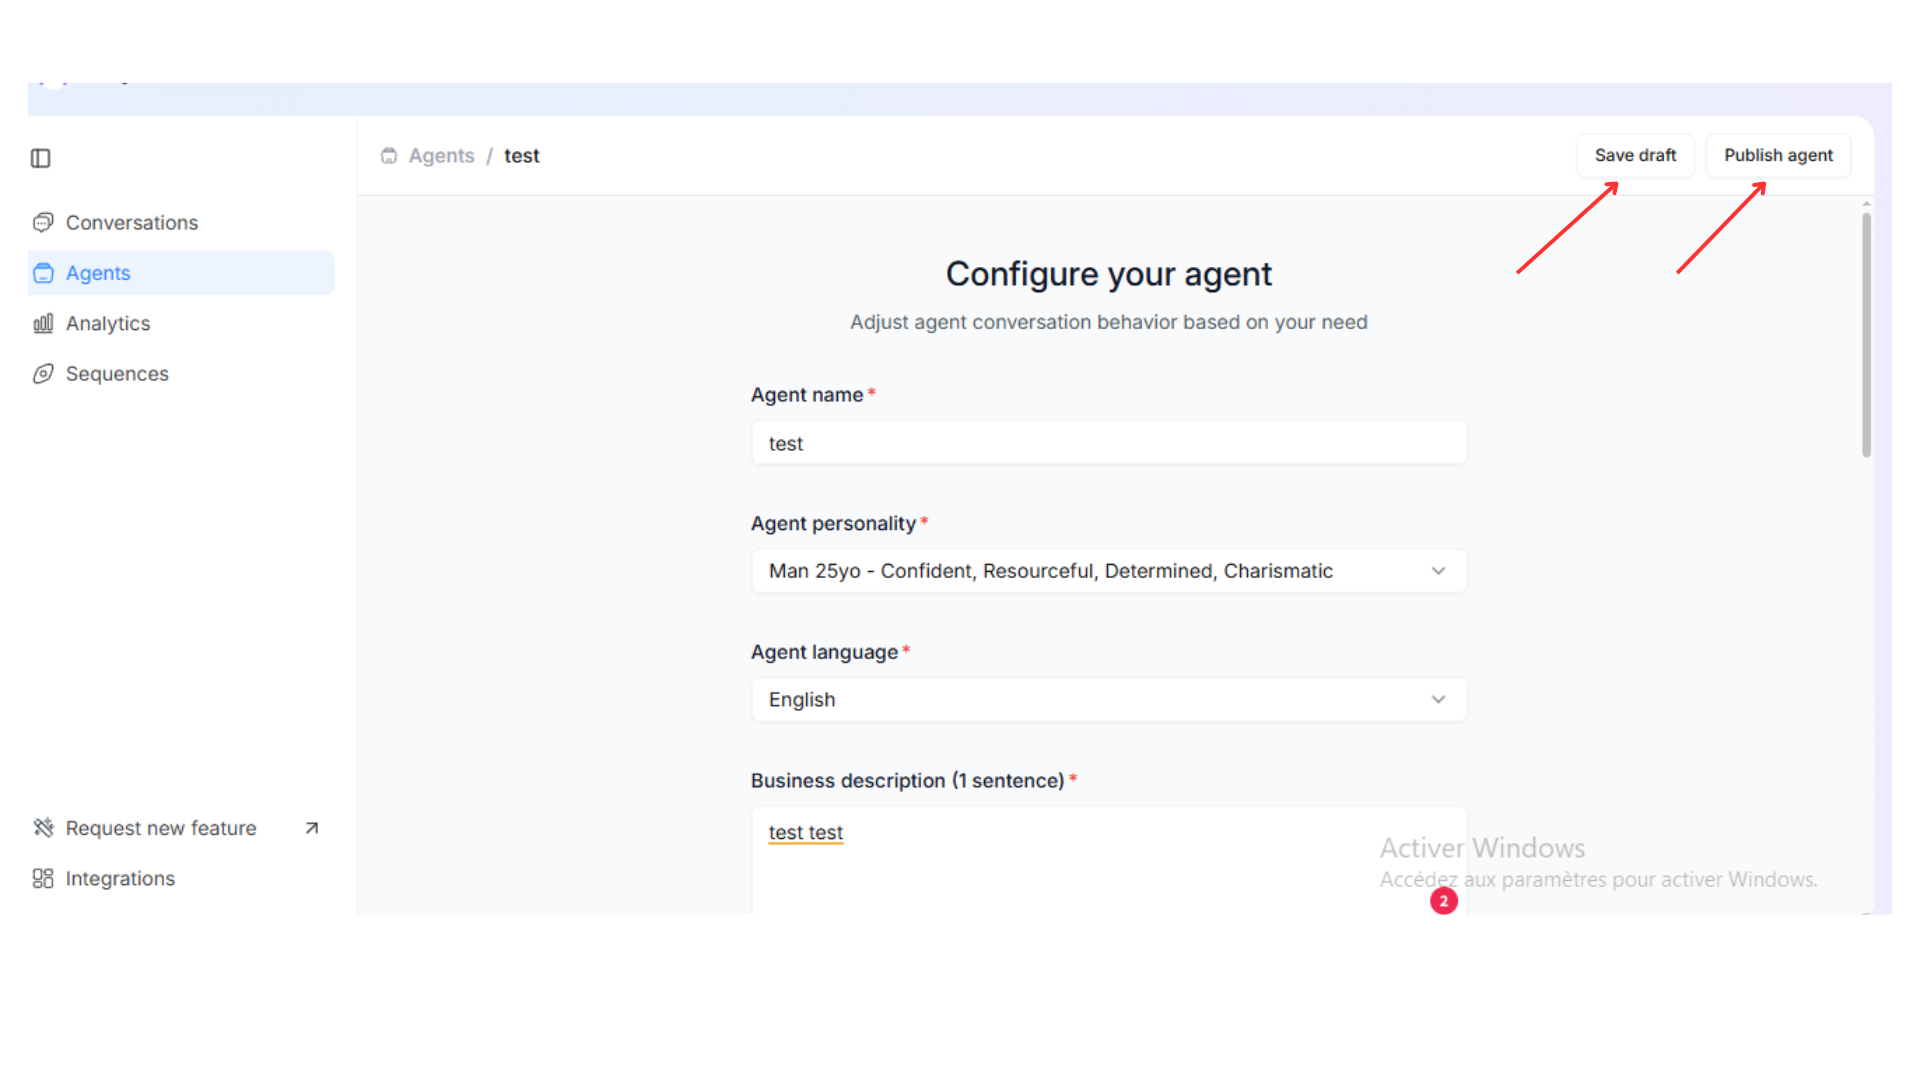 Agents / test
Save draft
Publish agent
Conversations
Agents
Analytics
Sequences
Request new feature
Integrations
Configure your agent
Adjust agent conversation behavior based on your need
Agent name *
test
Agent personality *
Man 25yo - Confident, Resourceful, Determined, Charismatic
Agent language *
English
Business description (1 sentence) *
test test
Activer Windows
Accédez aux paramètres pour activer Windows.
2